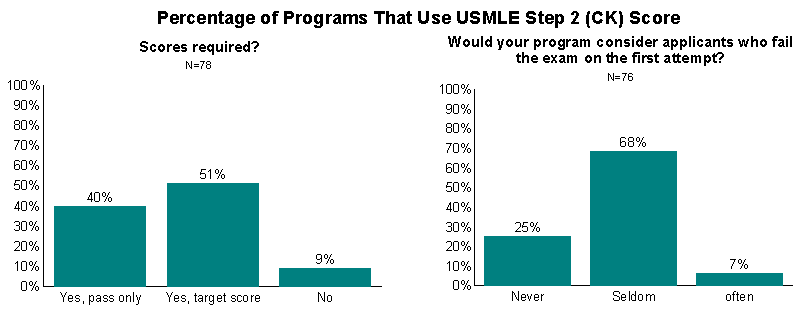 Percentage of Programs That Use USMLE Step 2 (CK) Score
Scores required?
N=78
100%
90%
80%
70%
60%
50%
40%
30%
20%
10%
0%
40%
51%
9%
Yes, pass only
Yes, target score
No
Would your program consider applicants who fail
the exam on the first attempt?
N=76
100%
90%
80%
70%
60%
50%
40%
30%
20%
10%
0%
25%
68%
7%
Never
Seldom
often